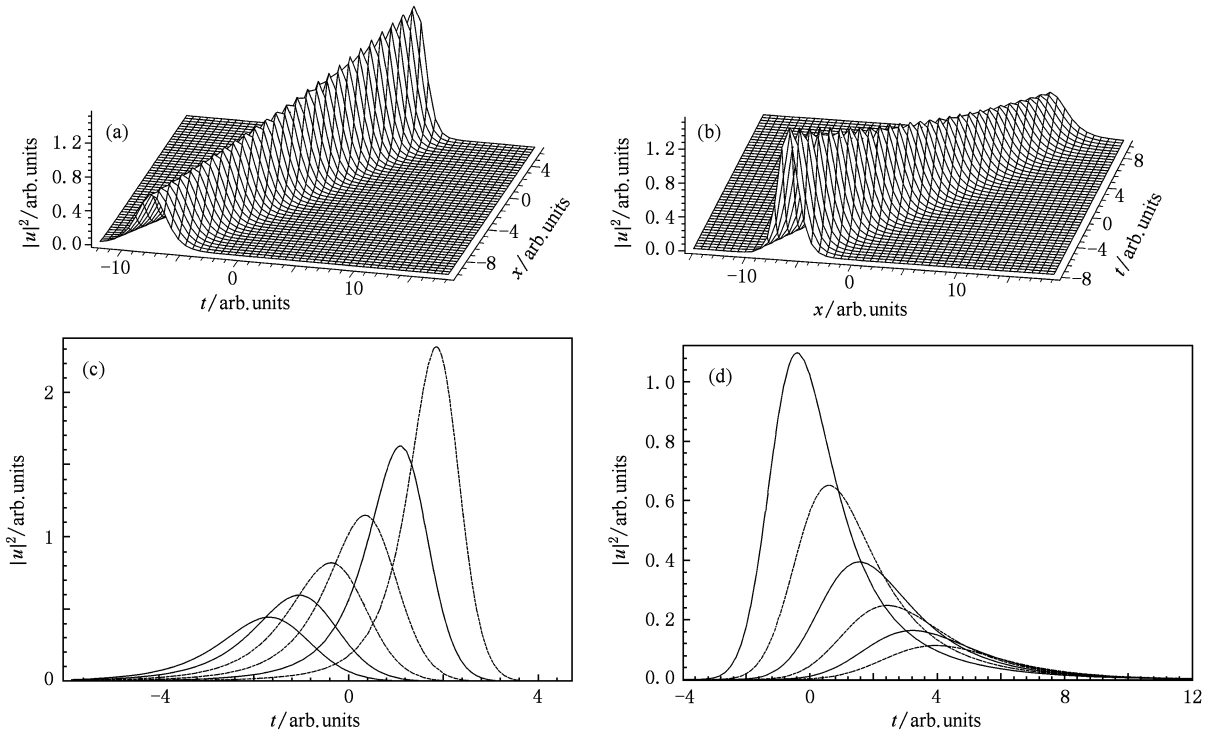 (a)
|u|²/arb. units
1.2
0.8
0.4
0.0
−10
0
10
t/arb. units
4
0
−4
−8
x/arb. units
(b)
|u|²/arb. units
1.2
0.8
0.4
0.0
−10
0
10
x/arb. units
8
4
0
−4
−8
t/arb. units
(c)
|u|²/arb. units
2
1
0
−4
0
4
t/arb. units
(d)
|u|²/arb. units
1.0
0.8
0.6
0.4
0.2
0.0
−4
0
4
8
12
t/arb. units